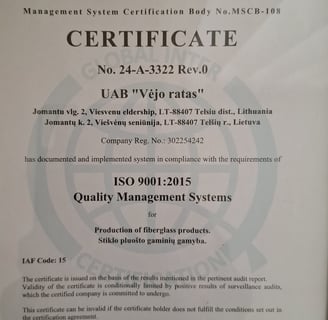 Management System Certification Body No.MSCB-108
CERTIFICATE
No. 24-A-3322 Rev.0
UAB "Vėjo ratas"
Jomantu vlg. 2, Viesvenu eldership, LT-88407 Telsiu dist., Lithuania
Jomantų k. 2, Viešvėnų seniūnija, LT-88407 Telšių r., Lietuva
Company Reg. No.: 302254242
has documented and implemented system in compliance with the requirements of
ISO 9001:2015
Quality Management Systems
for
Production of fiberglass products.
Stiklo pluošto gaminių gamyba.
IAF Code: 15
The certificate is issued on the basis of the results mentioned in the pertinent audit report.
Validity of the certificate is conditionally limited by positive results of surveillance audits,
which the certified company is committed to undergo.
This certificate can be invalid if the certificate holder does not fulfill the conditions set out in
the certification agreement.
GLOBAL INTER
CERTIFICATION